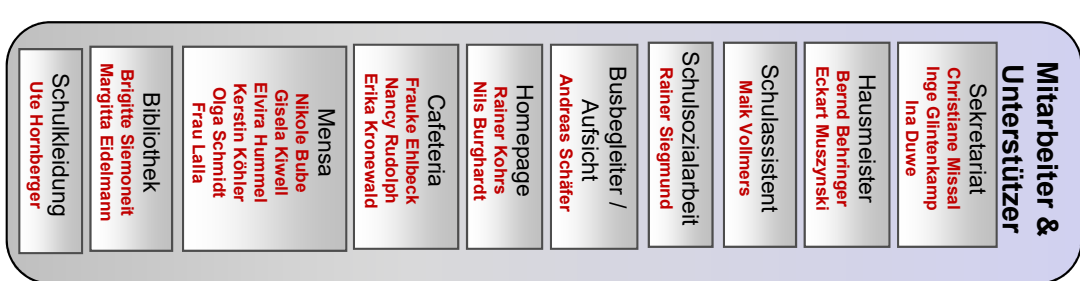 Mitarbeiter &
Unterstützer
Sekretariat
Christiane Missal
Inge Glintenkamp
Ina Duwe
Hausmeister
Bernd Behringer
Eckart Muszynski
Schulassistent
Maik Vollmers
Schulsozialarbeit
Rainer Siegmund
Busbegleiter /
Aufsicht
Andreas Schäfer
Homepage
Rainer Kohrs
Nils Burghardt
Cafeteria
Frauke Ehlbeck
Nancy Rudolph
Erika Kronewald
Mensa
Nikole Bube
Gisela Kiwell
Elvira Hummel
Kerstin Köhler
Olga Schmidt
Frau Lalla
Bibliothek
Brigitte Siemoneit
Margitta Eidelmann
Schulkleidung
Ute Hornberger